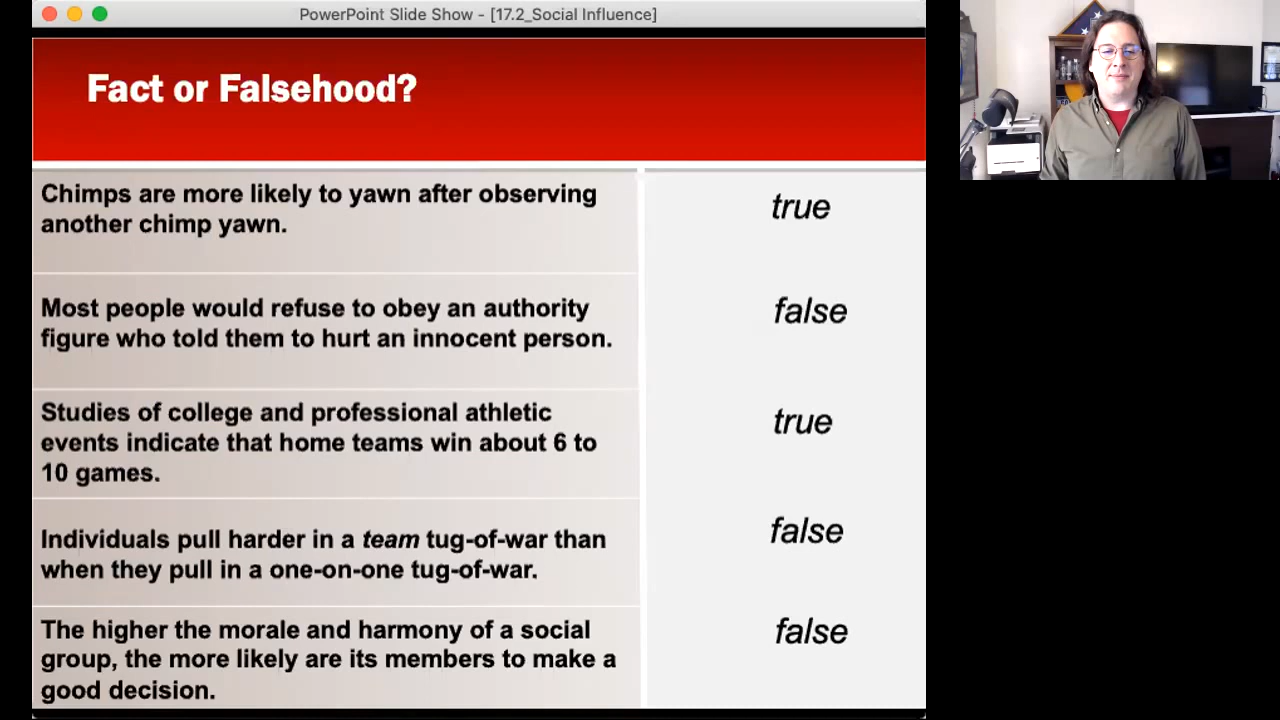 PowerPoint Slide Show - [17.2_Social Influence]
Fact or Falsehood?
Chimps are more likely to yawn after observing
another chimp yawn.
true
Most people would refuse to obey an authority
figure who told them to hurt an innocent person.
false
Studies of college and professional athletic
events indicate that home teams win about 6 to
10 games.
true
Individuals pull harder in a team tug-of-war than
when they pull in a one-on-one tug-of-war.
false
The higher the morale and harmony of a social
group, the more likely are its members to make a
good decision.
false